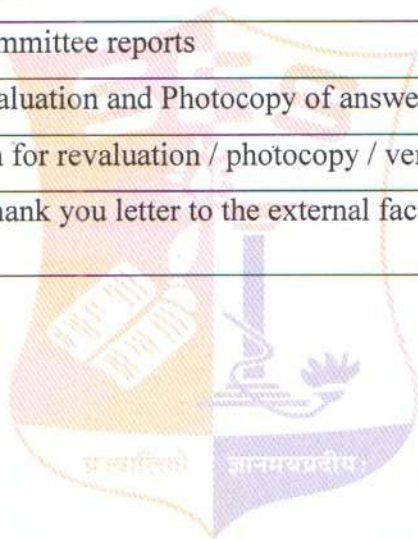 mmittee reports
aluation and Photocopy of answe
n for revaluation / photocopy / ver
hank you letter to the external fac
SES
प्रज्वालितो ज्ञानमयप्रदीपः